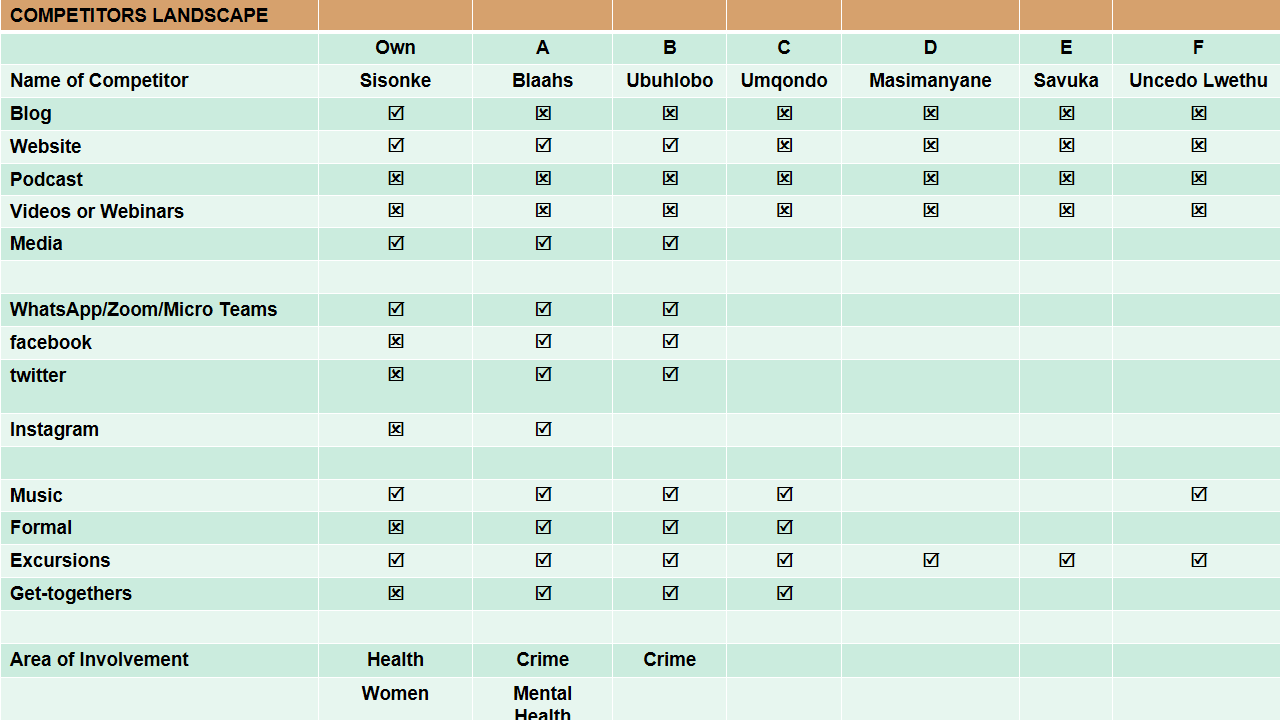 COMPETITORS LANDSCAPE
Own A B C D E F
Name of Competitor Sisonke Blaahs Ubuhlobo Umqondo Masimanyane Savuka Uncedo Lwethu
Blog ☑ ☒ ☒ ☒ ☒ ☒ ☒
Website ☑ ☑ ☑ ☒ ☒ ☒ ☒
Podcast ☒ ☒ ☒ ☒ ☒ ☒ ☒
Videos or Webinars ☒ ☒ ☒ ☒ ☒ ☒ ☒
Media ☑ ☑ ☑
WhatsApp/Zoom/Micro Teams ☑ ☑ ☑
facebook ☒ ☑ ☑
twitter ☒ ☑ ☑
Instagram ☒ ☑
Music ☑ ☑ ☑ ☑ ☑
Formal ☒ ☑ ☑ ☑
Excursions ☑ ☑ ☑ ☑ ☑ ☑ ☑
Get-togethers ☒ ☑ ☑ ☑
Area of Involvement Health Crime Crime
Women Mental
Health